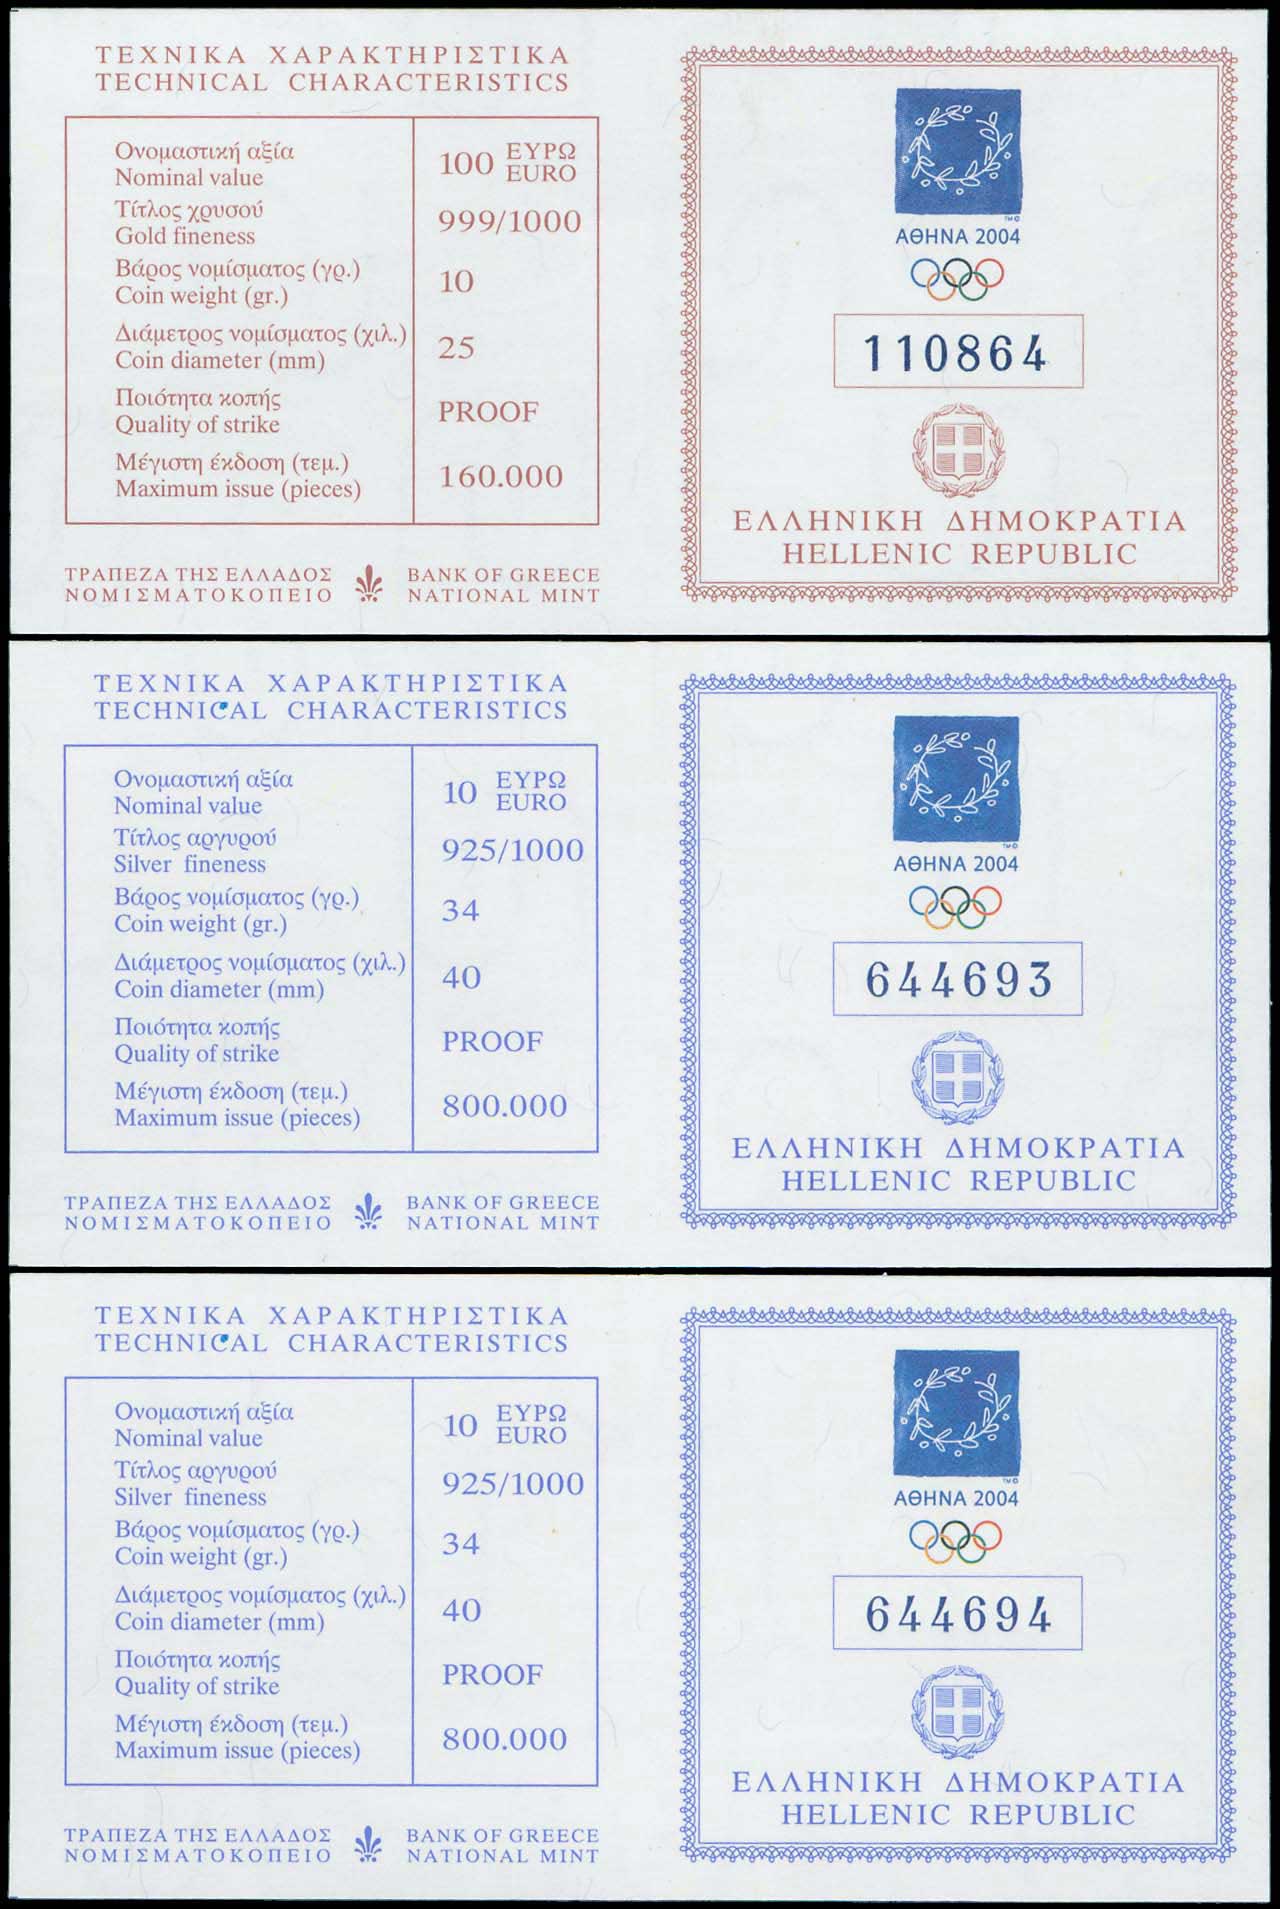 ΤΕΧΝΙΚΑ ΧΑΡΑΚΤΗΡΙΣΤΙΚΑ
TECHNICAL CHARACTERISTICS
Ονομαστική αξία
Nominal value
100 ΕΥΡΩ
EURO
Τίτλος χρυσού
Gold fineness
999/1000
Βάρος νομίσματος (γρ.)
Coin weight (gr.)
10
Διάμετρος νομίσματος (χιλ.)
Coin diameter (mm)
25
Ποιότητα κοπής
Quality of strike
PROOF
Μέγιστη έκδοση (τεμ.)
Maximum issue (pieces)
160.000
ΤΡΑΠΕΖΑ ΤΗΣ ΕΛΛΑΔΟΣ
ΝΟΜΙΣΜΑΤΟΚΟΠΕΙΟ
BANK OF GREECE
NATIONAL MINT
TM©
ΑΘΗΝΑ 2004
110864
ΕΛΛΗΝΙΚΗ ΔΗΜΟΚΡΑΤΙΑ
HELLENIC REPUBLIC
ΤΕΧΝΙΚΑ ΧΑΡΑΚΤΗΡΙΣΤΙΚΑ
TECHNICAL CHARACTERISTICS
Ονομαστική αξία
Nominal value
10 ΕΥΡΩ
EURO
Τίτλος αργυρού
Silver fineness
925/1000
Βάρος νομίσματος (γρ.)
Coin weight (gr.)
34
Διάμετρος νομίσματος (χιλ.)
Coin diameter (mm)
40
Ποιότητα κοπής
Quality of strike
PROOF
Μέγιστη έκδοση (τεμ.)
Maximum issue (pieces)
800.000
ΤΡΑΠΕΖΑ ΤΗΣ ΕΛΛΑΔΟΣ
ΝΟΜΙΣΜΑΤΟΚΟΠΕΙΟ
BANK OF GREECE
NATIONAL MINT
TM©
ΑΘΗΝΑ 2004
644693
ΕΛΛΗΝΙΚΗ ΔΗΜΟΚΡΑΤΙΑ
HELLENIC REPUBLIC
ΤΕΧΝΙΚΑ ΧΑΡΑΚΤΗΡΙΣΤΙΚΑ
TECHNICAL CHARACTERISTICS
Ονομαστική αξία
Nominal value
10 ΕΥΡΩ
EURO
Τίτλος αργυρού
Silver fineness
925/1000
Βάρος νομίσματος (γρ.)
Coin weight (gr.)
34
Διάμετρος νομίσματος (χιλ.)
Coin diameter (mm)
40
Ποιότητα κοπής
Quality of strike
PROOF
Μέγιστη έκδοση (τεμ.)
Maximum issue (pieces)
800.000
ΤΡΑΠΕΖΑ ΤΗΣ ΕΛΛΑΔΟΣ
ΝΟΜΙΣΜΑΤΟΚΟΠΕΙΟ
BANK OF GREECE
NATIONAL MINT
TM©
ΑΘΗΝΑ 2004
644694
ΕΛΛΗΝΙΚΗ ΔΗΜΟΚΡΑΤΙΑ
HELLENIC REPUBLIC